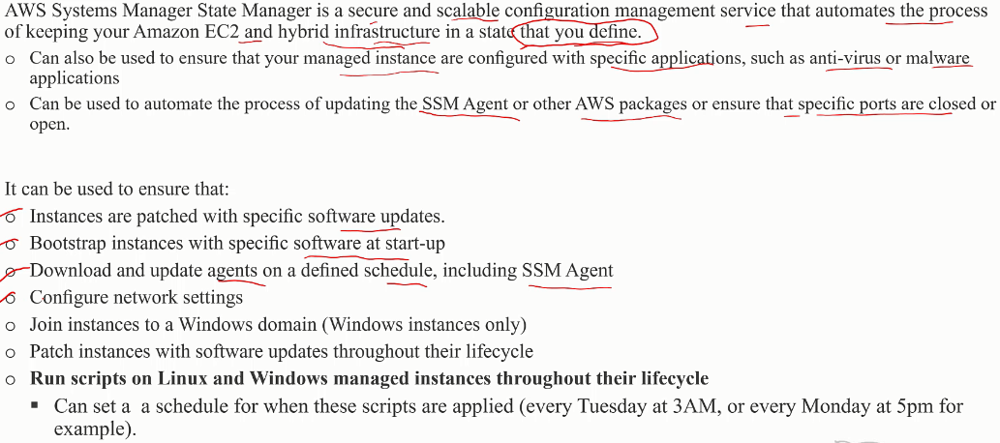 AWS Systems Manager State Manager is a secure and scalable configuration management service that automates the process
of keeping your Amazon EC2 and hybrid infrastructure in a state that you define.
o Can also be used to ensure that your managed instance are configured with specific applications, such as anti-virus or malware
applications
o Can be used to automate the process of updating the SSM Agent or other AWS packages or ensure that specific ports are closed or
open.
It can be used to ensure that:
o Instances are patched with specific software updates.
o Bootstrap instances with specific software at start-up
o Download and update agents on a defined schedule, including SSM Agent
o Configure network settings
o Join instances to a Windows domain (Windows instances only)
o Patch instances with software updates throughout their lifecycle
o Run scripts on Linux and Windows managed instances throughout their lifecycle
▪ Can set a a schedule for when these scripts are applied (every Tuesday at 3AM, or every Monday at 5pm for
example).